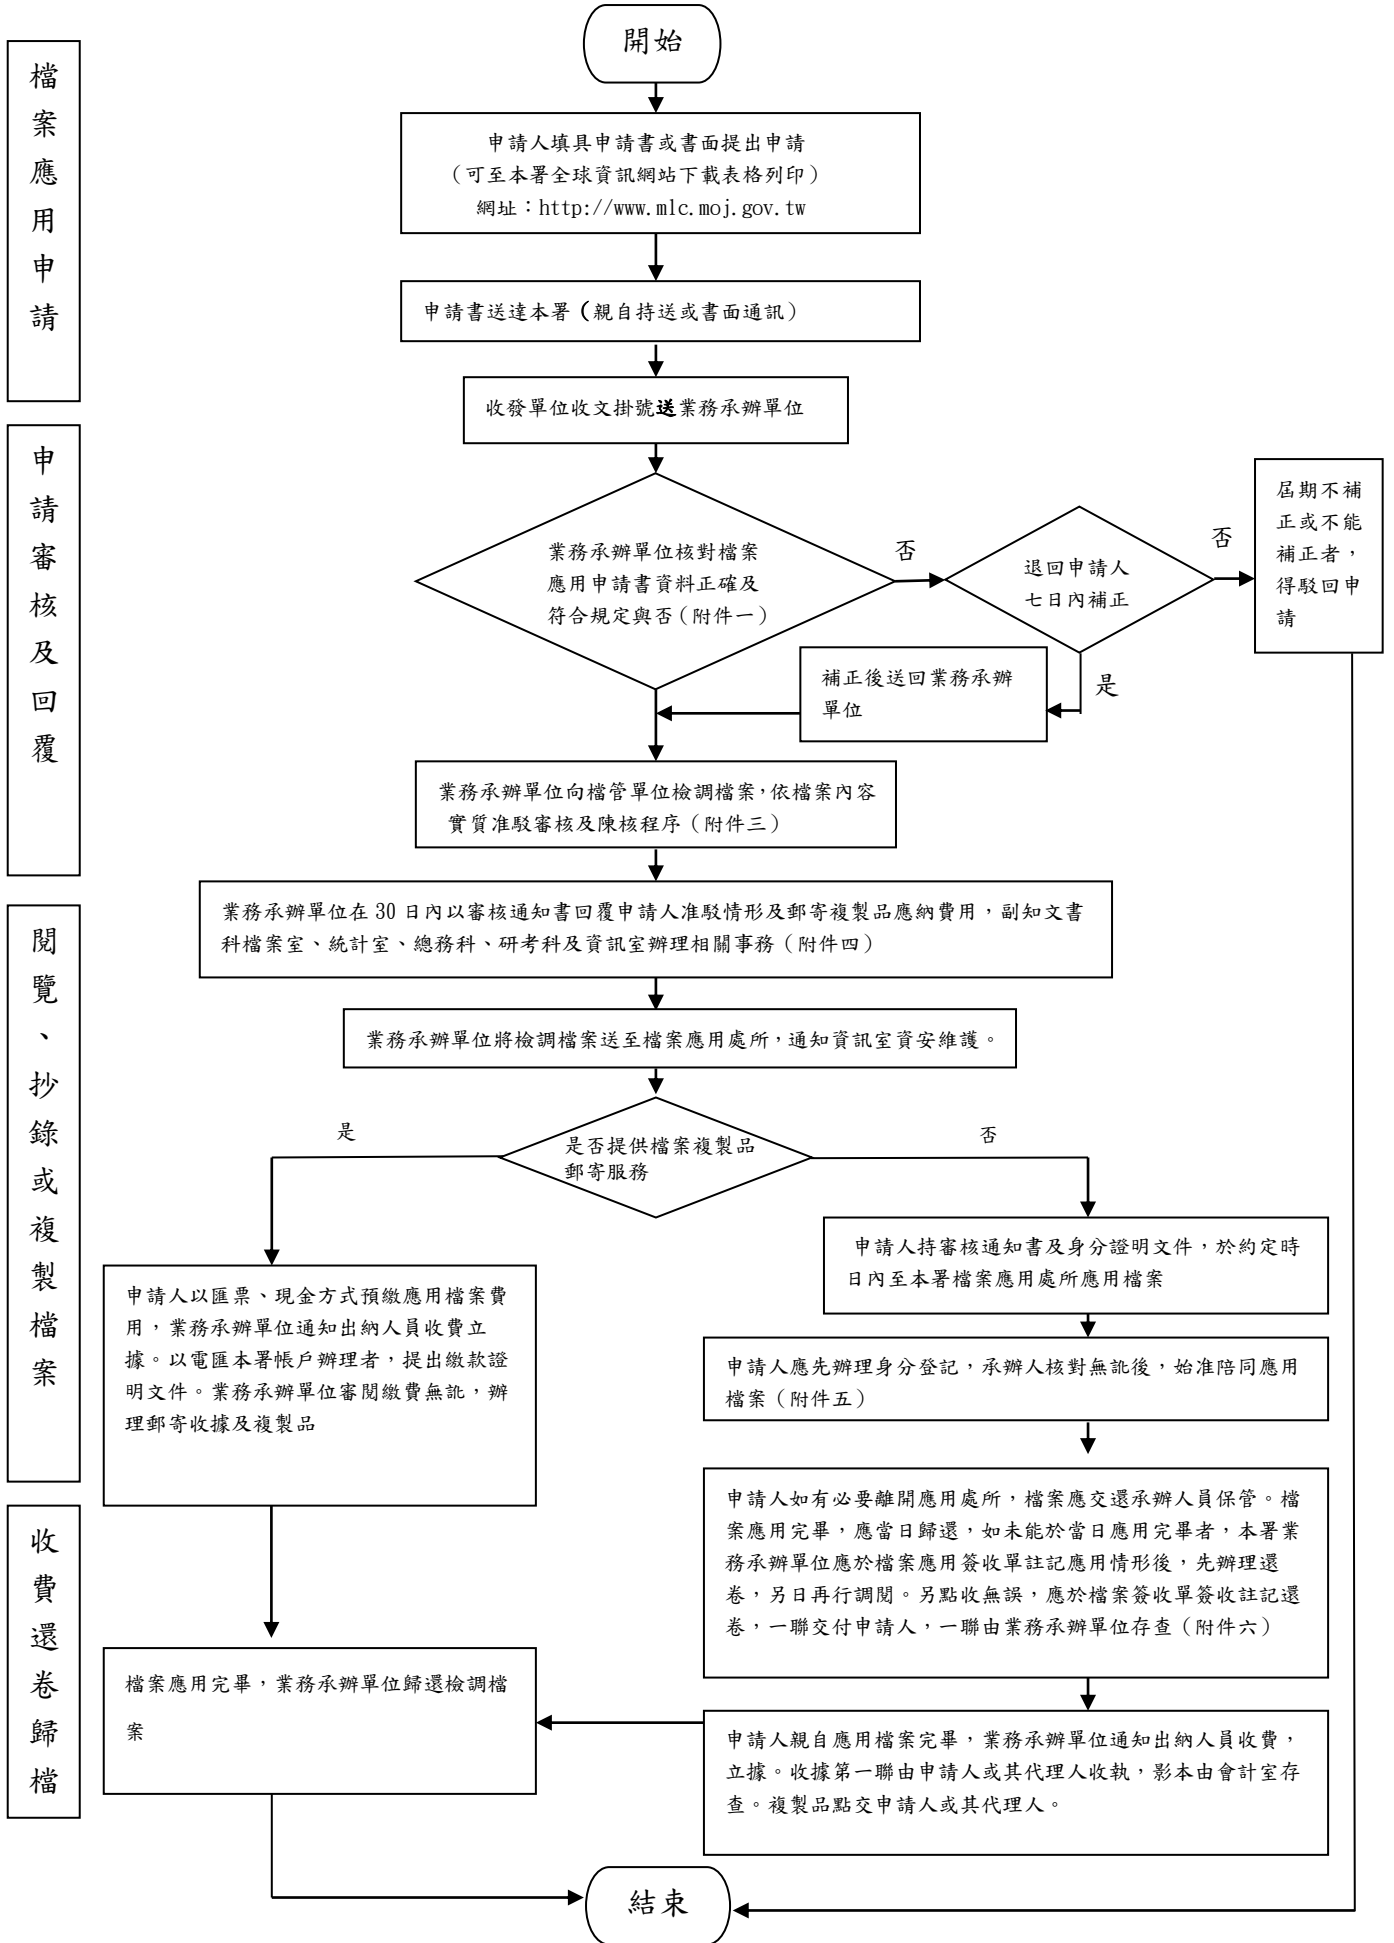 開始
檔案應用申請
申請人填具申請書或書面提出申請
（可至本署全球資訊網站下載表格列印）
網址：http://www.mlc.moj.gov.tw
申請書送達本署（親自持送或書面通訊）
收發單位收文掛號送業務承辦單位
申請審核及回覆
業務承辦單位核對檔案
應用申請書資料正確及
符合規定與否（附件一）
否
退回申請人
七日內補正
否
屆期不補
正或不能
補正者，
得駁回申
請
是
補正後送回業務承辦
單位
業務承辦單位向檔管單位檢調檔案，依檔案內容
實質准駁審核及陳核程序（附件三）
業務承辦單位在 30 日內以審核通知書回覆申請人准駁情形及郵寄複製品應納費用，副知文書
科檔案室、統計室、總務科、研考科及資訊室辦理相關事務（附件四）
閱覽、抄錄或複製檔案
業務承辦單位將檢調檔案送至檔案應用處所，通知資訊室資安維護。
是否提供檔案複製品
郵寄服務
是
否
申請人以匯票、現金方式預繳應用檔案費
用，業務承辦單位通知出納人員收費立
據。以電匯本署帳戶辦理者，提出繳款證
明文件。業務承辦單位審閱繳費無訛，辦
理郵寄收據及複製品
申請人持審核通知書及身分證明文件，於約定時
日內至本署檔案應用處所應用檔案
申請人應先辦理身分登記，承辦人核對無訛後，始准陪同應用
檔案（附件五）
申請人如有必要離開應用處所，檔案應交還承辦人員保管。檔
案應用完畢，應當日歸還，如未能於當日應用完畢者，本署業
務承辦單位應於檔案應用簽收單註記應用情形後，先辦理還
卷，另日再行調閱。另點收無誤，應於檔案簽收單簽收註記還
卷，一聯交付申請人，一聯由業務承辦單位存查（附件六）
收費還卷歸檔
檔案應用完畢，業務承辦單位歸還檢調檔
案
申請人親自應用檔案完畢，業務承辦單位通知出納人員收費，
立據。收據第一聯由申請人或其代理人收執，影本由會計室存
查。複製品點交申請人或其代理人。
結束